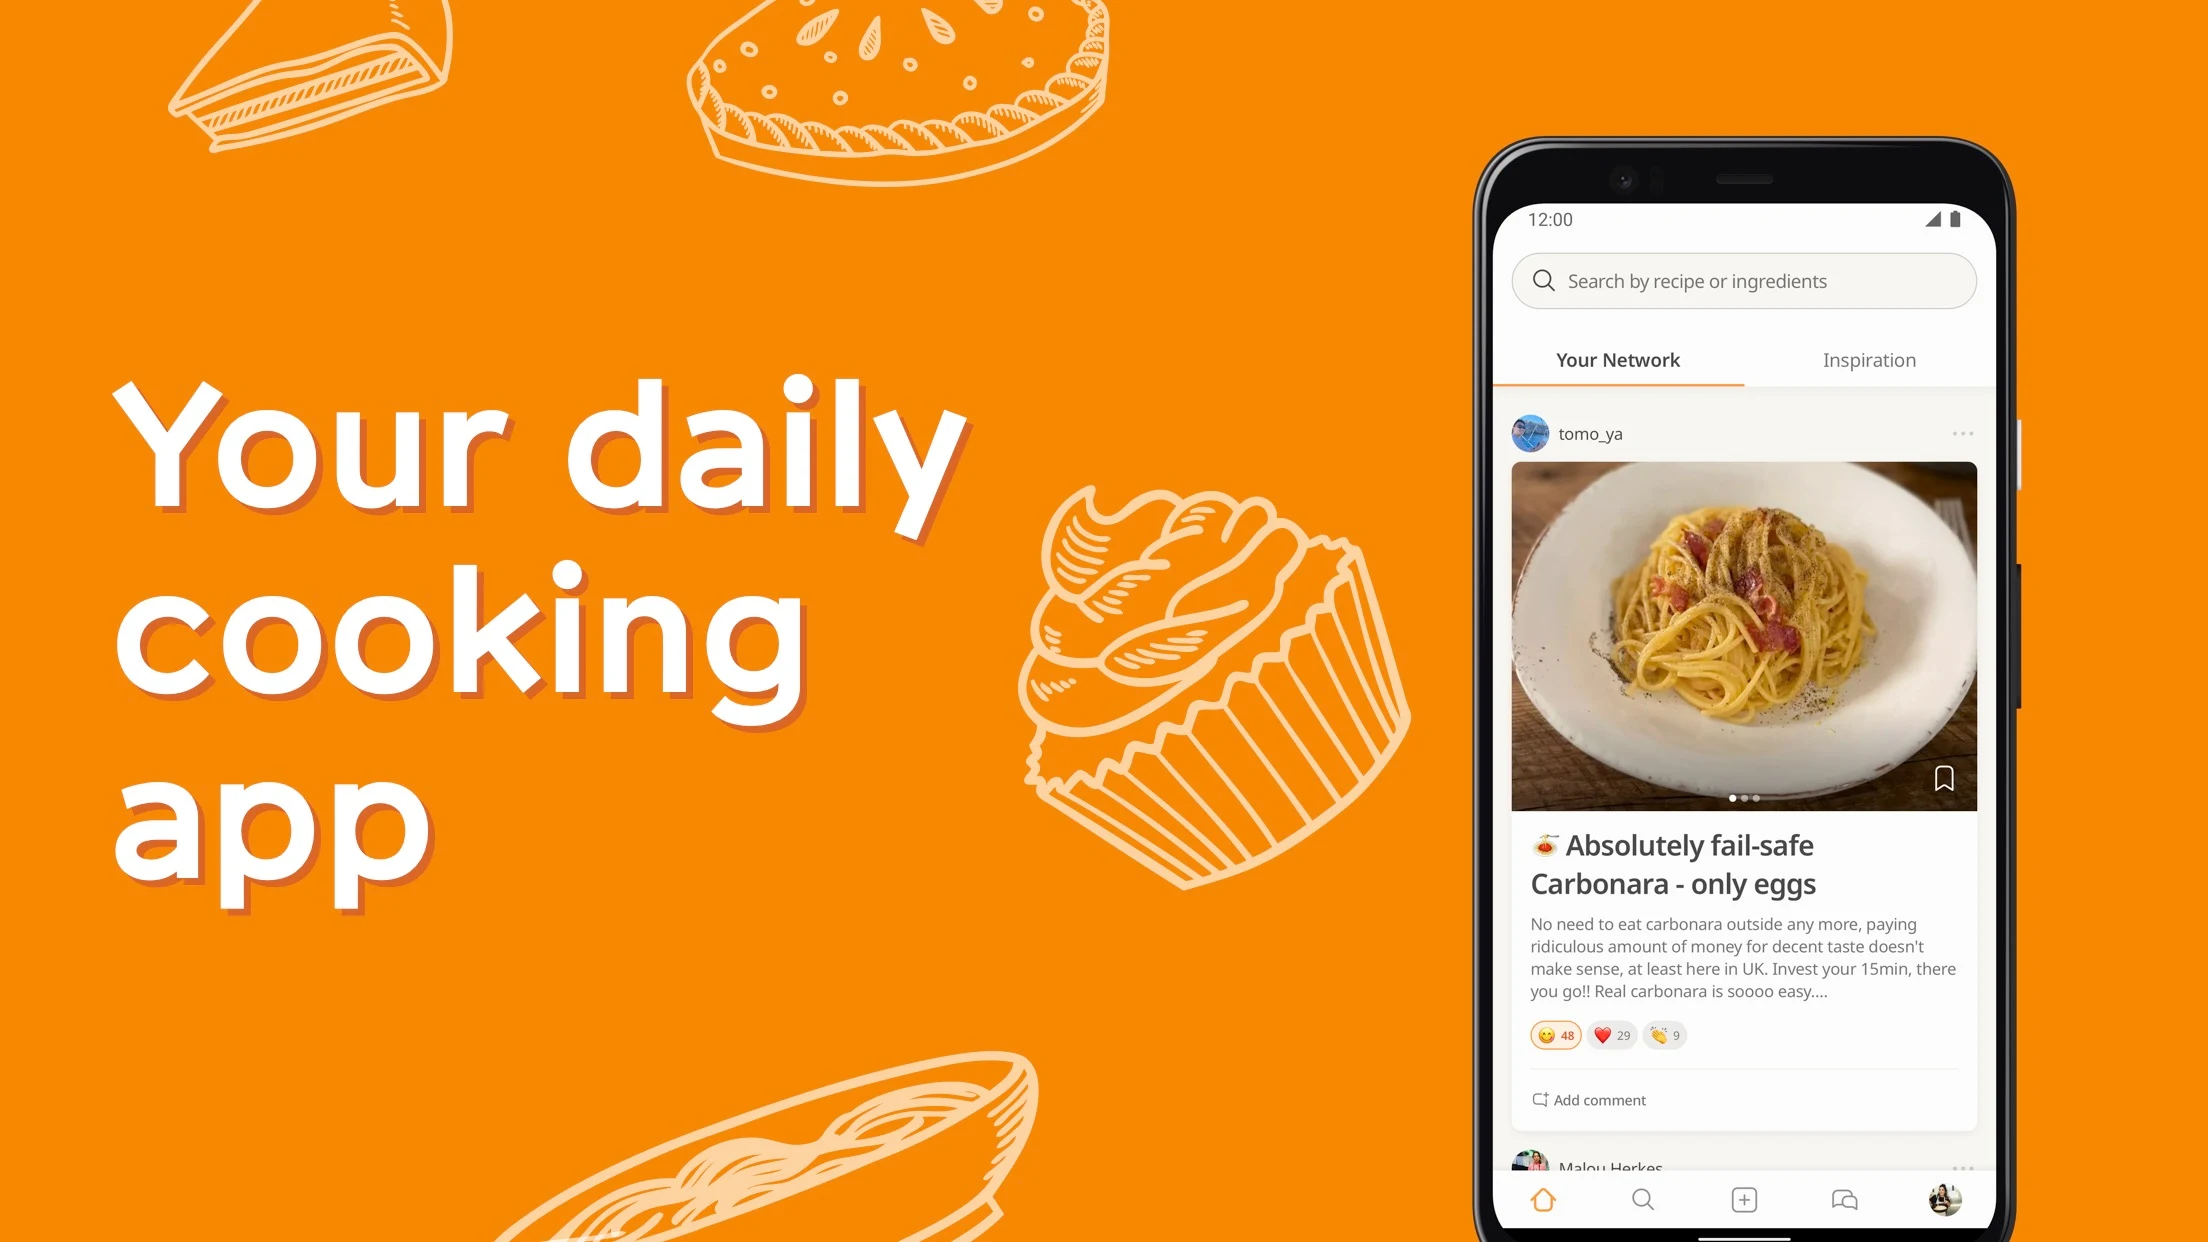 Your daily
cooking
app
12:00
Search by recipe or ingredients
Your Network
Inspiration
tomo_ya
Absolutely fail-safe
Carbonara - only eggs
No need to eat carbonara outside any more, paying
ridiculous amount of money for decent taste doesn't
make sense, at least here in UK. Invest your 15min, there
you go!! Real carbonara is soooo easy....
48
29
9
Add comment
Malou Herkes